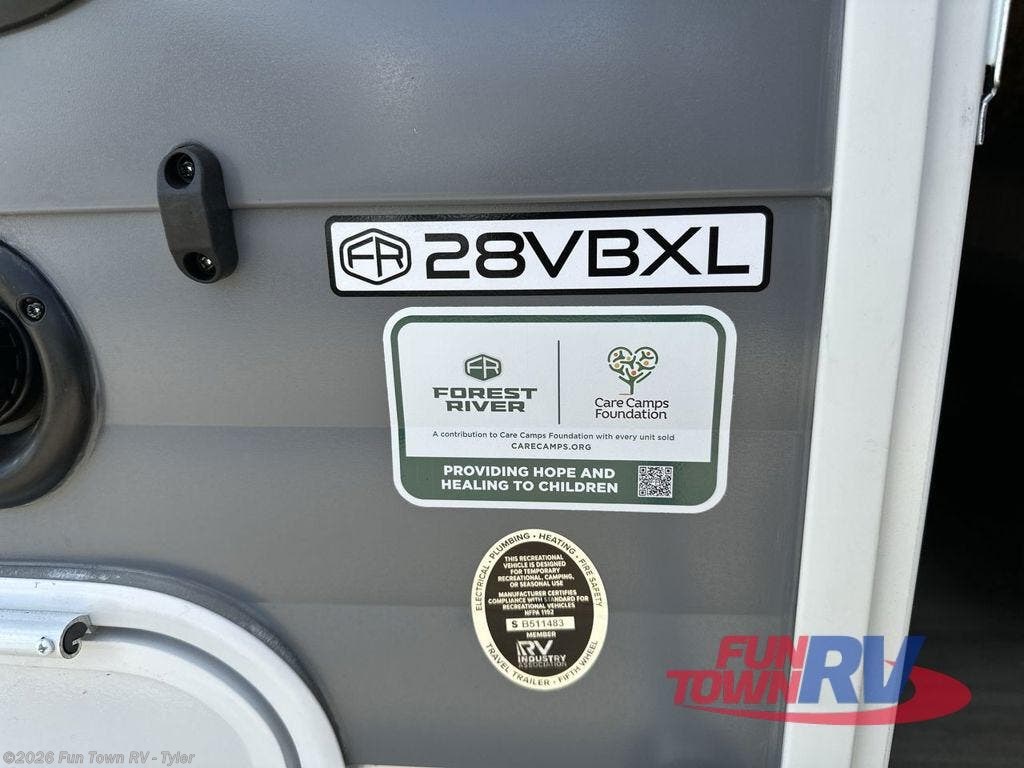 FR 28VBXL
FR
FOREST
RIVER
Care Camps
Foundation
A contribution to Care Camps Foundation with every unit sold
CARECAMPS.ORG
PROVIDING HOPE AND
HEALING TO CHILDREN
ELECTRICAL • PLUMBING • HEATING • FIRE SAFETY
THIS RECREATIONAL
VEHICLE IS DESIGNED
FOR TEMPORARY
RECREATIONAL, CAMPING,
OR SEASONAL USE
MANUFACTURER CERTIFIES
COMPLIANCE WITH STANDARD FOR
RECREATIONAL VEHICLES
NFPA 1192
S B511483
MEMBER
RV
INDUSTRY
ASSOCIATION
TRAVEL TRAILER • FIFTH WHEEL
FUN
TOWN RV
©2026 Fun Town RV - Tyler